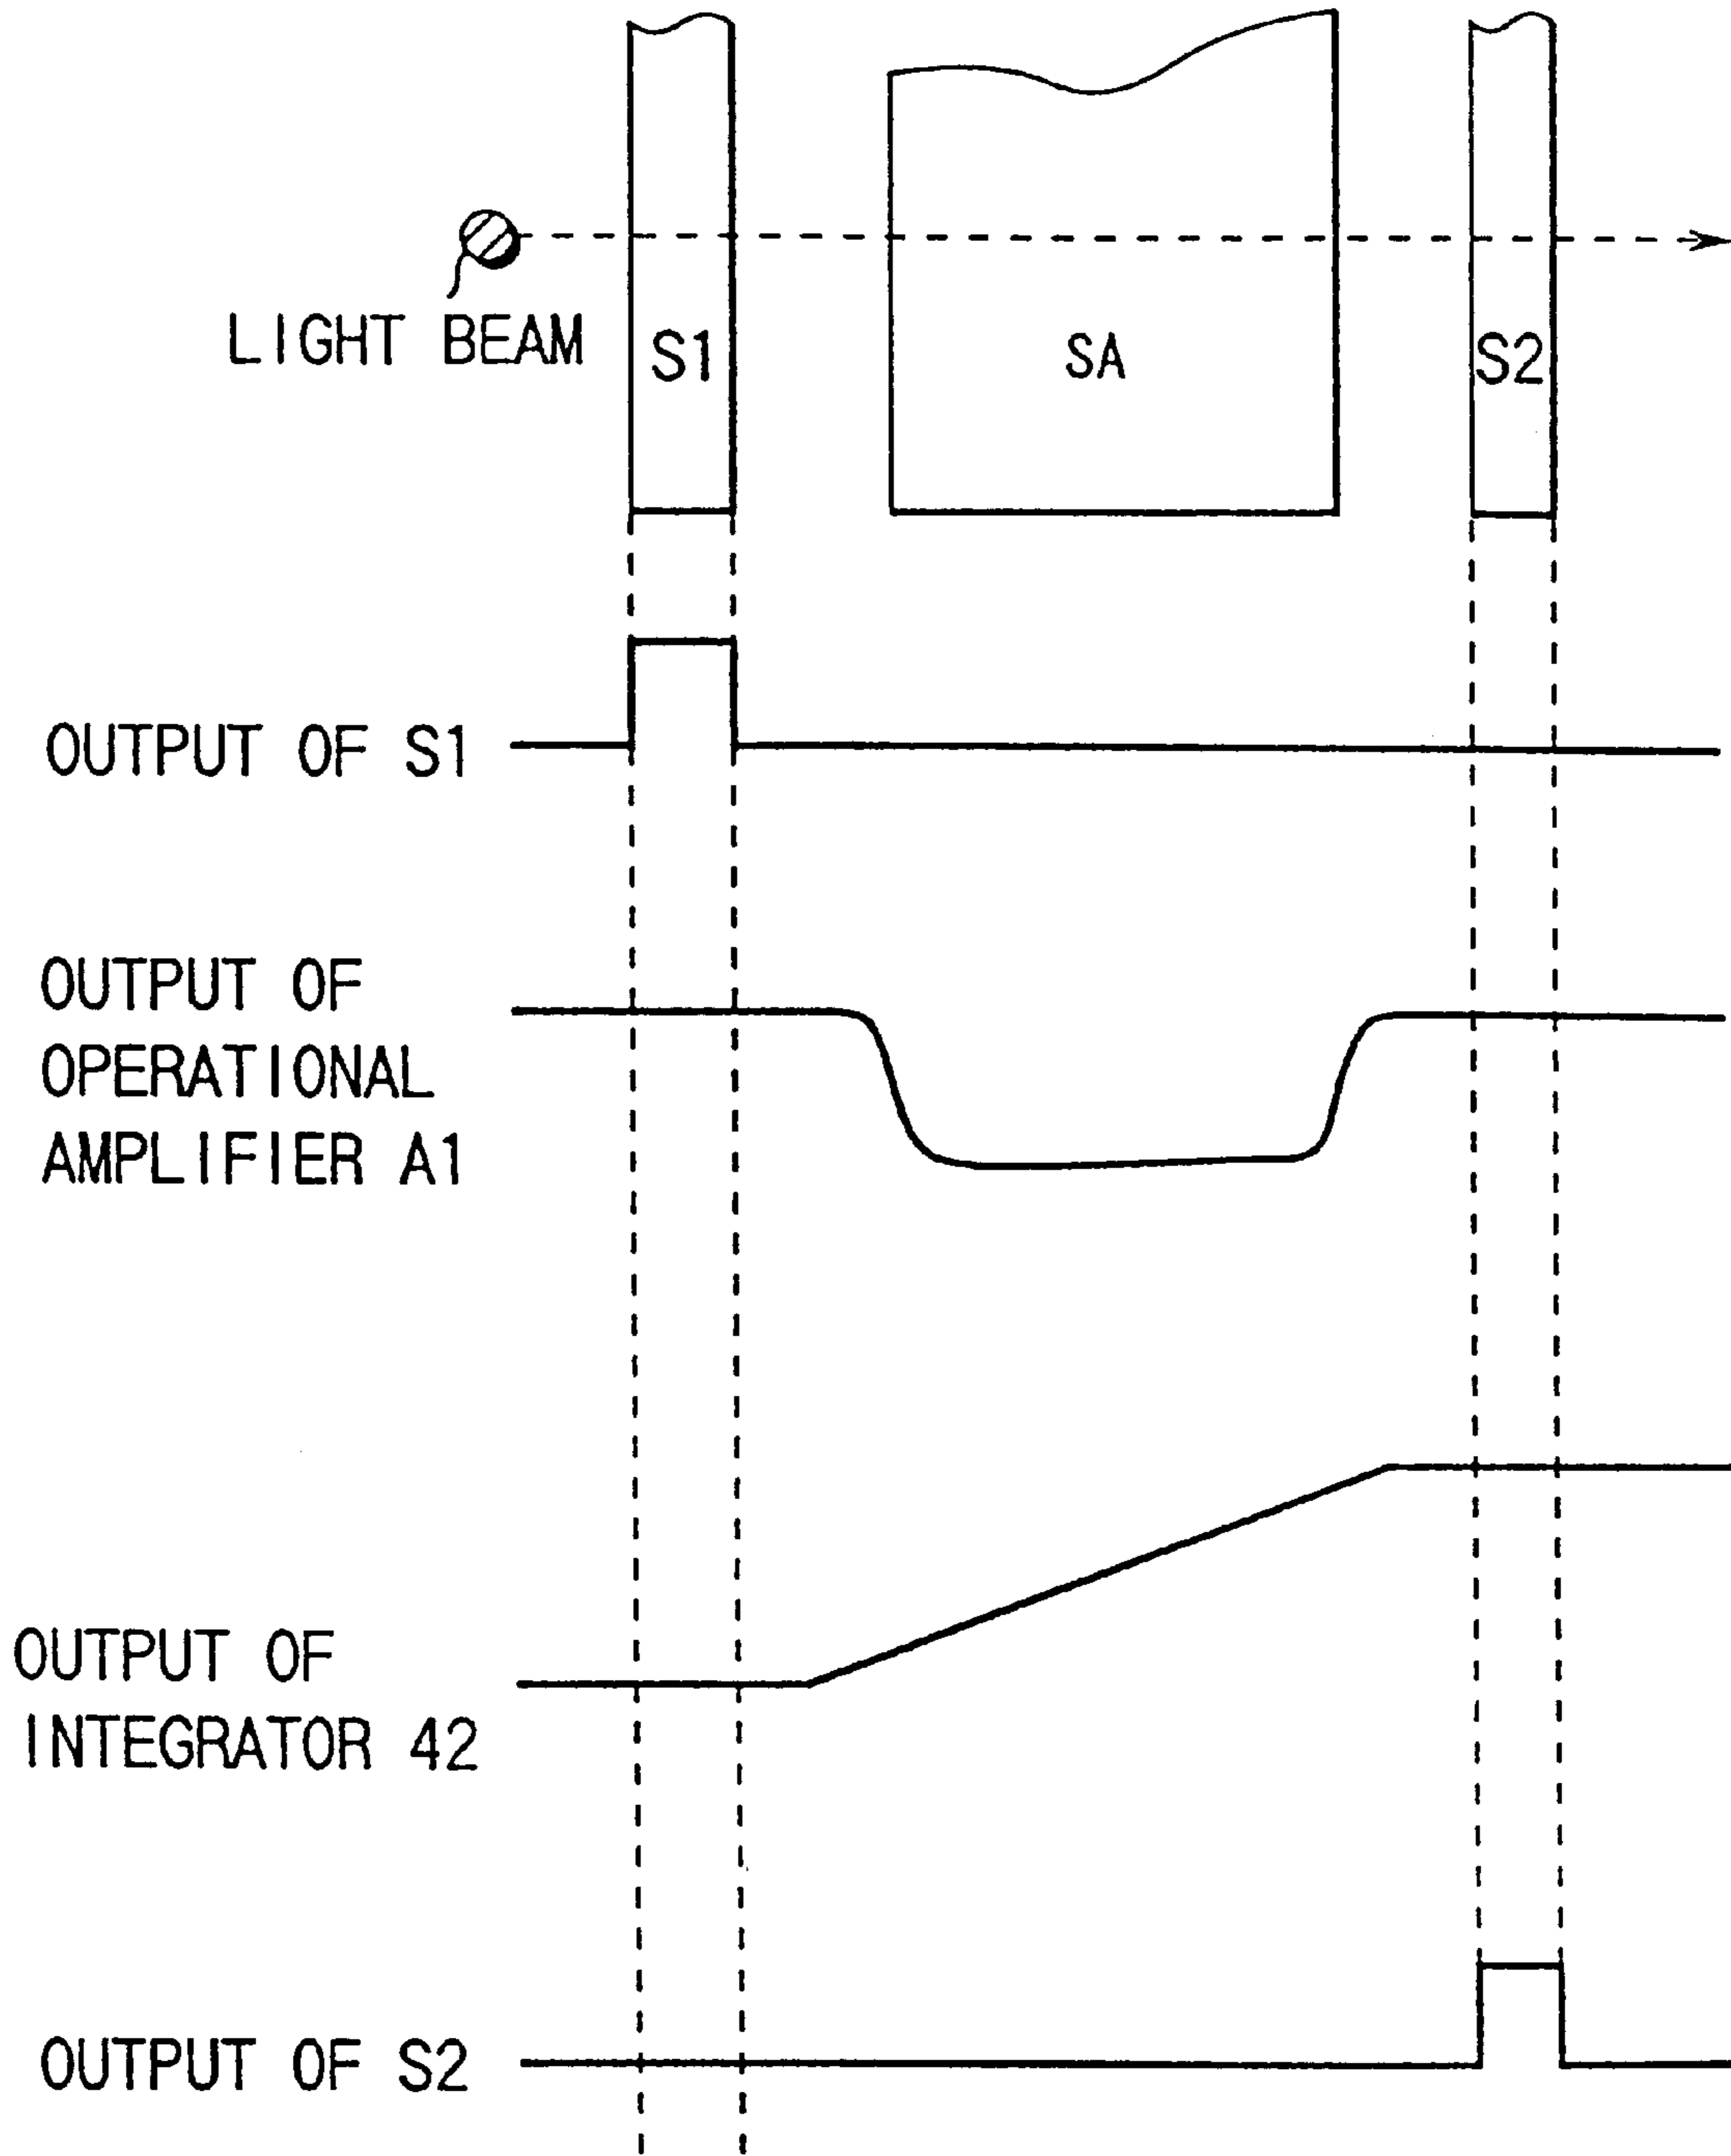 LIGHT BEAM
S1
SA
S2
OUTPUT OF S1
OUTPUT OF
OPERATIONAL
AMPLIFIER A1
OUTPUT OF
INTEGRATOR 42
OUTPUT OF S2